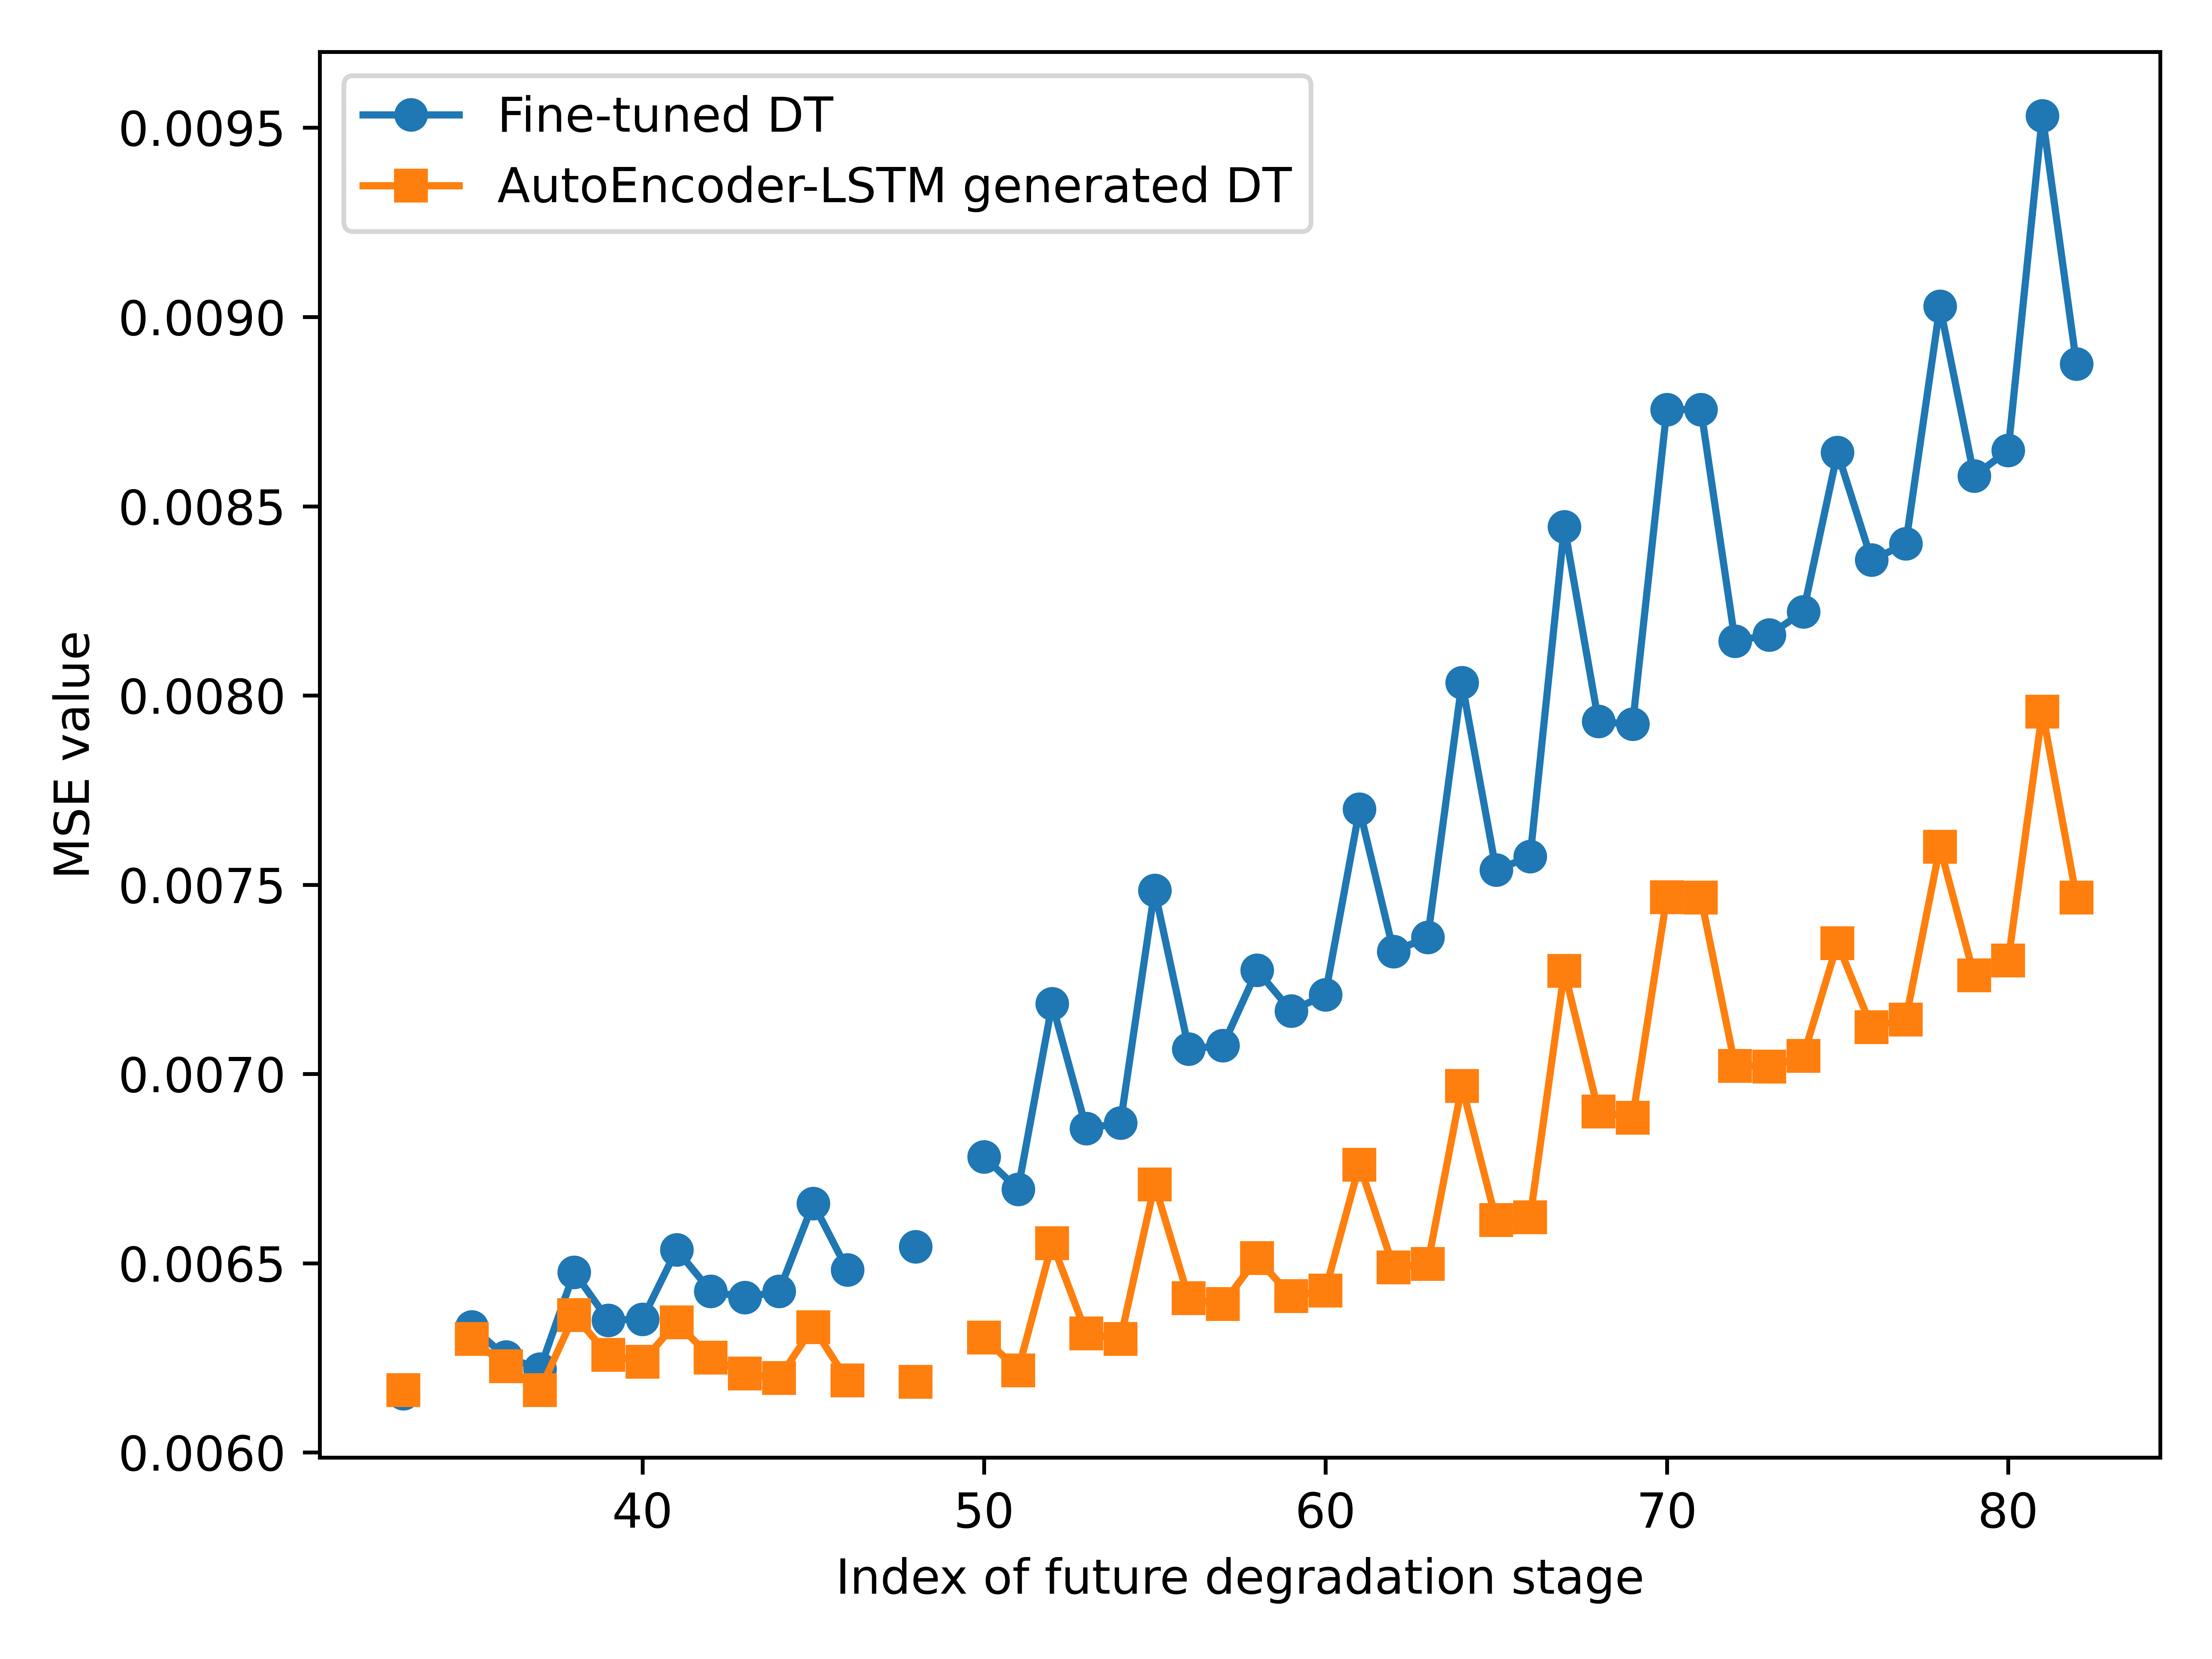 Fine-tuned DT
AutoEncoder-LSTM generated DT
0.0095
0.0090
0.0085
0.0080
0.0075
0.0070
0.0065
0.0060
MSE value
40 50 60 70 80
Index of future degradation stage